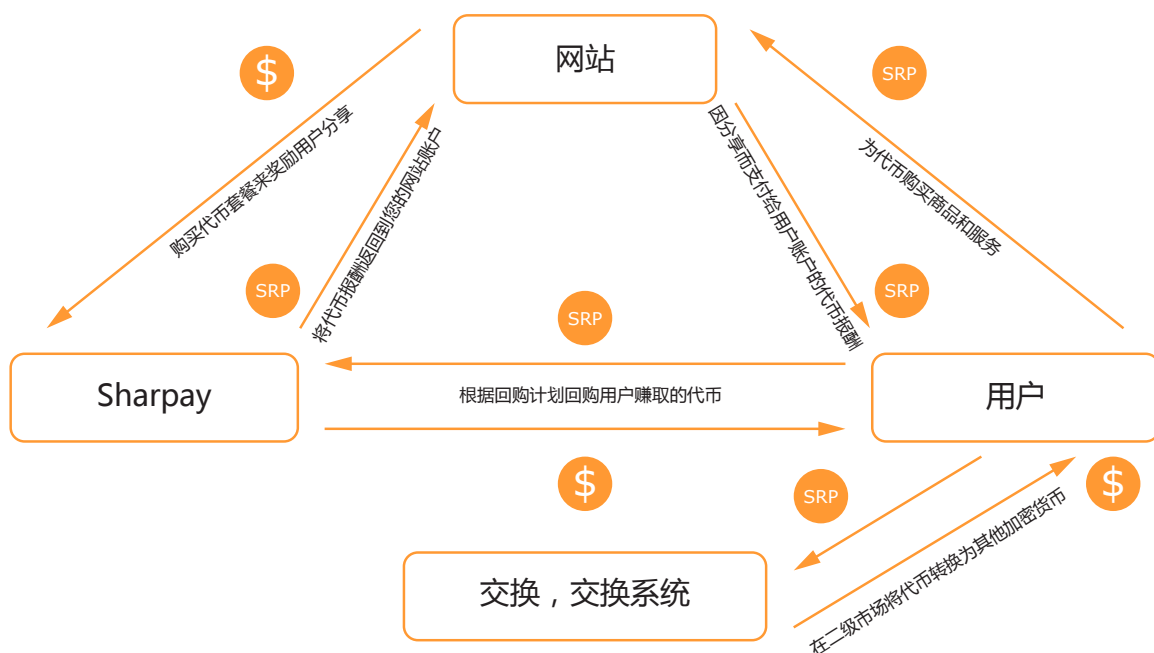 网站
$
SRP
购买代币套餐来奖励用户分享
将代币报酬返回到您的网站账户
因分享而支付给用户账户的代币报酬
为代币购买商品和服务
SRP
SRP
SRP
Sharpay
根据回购计划回购用户赚取的代币
用户
$
SRP
$
交换，交换系统
在二级市场将代币转换为其他加密货币